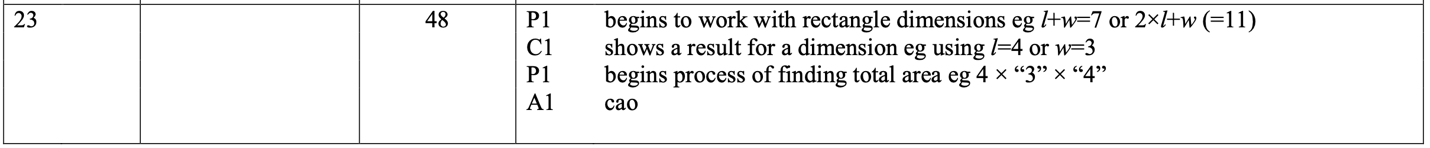 23 48 P1 begins to work with rectangle dimensions eg l+w=7 or 2×l+w (=11)
C1 shows a result for a dimension eg using l=4 or w=3
P1 begins process of finding total area eg 4 × “3” × “4”
A1 cao